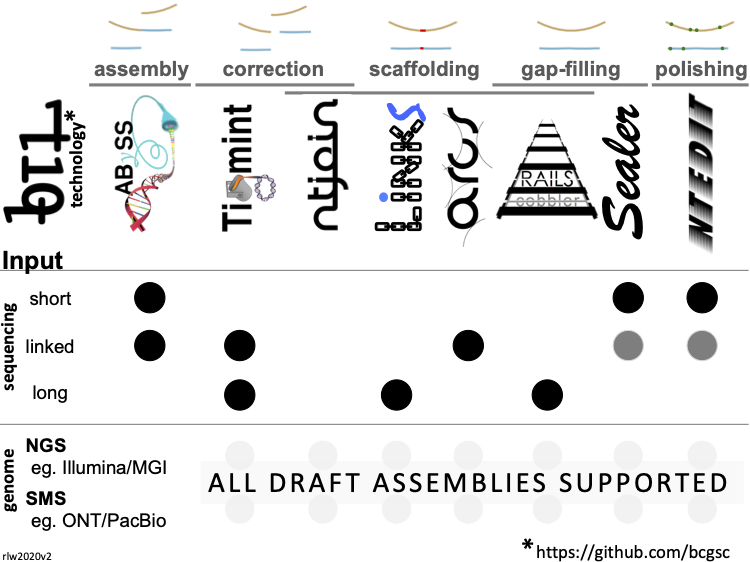 assembly correction scaffolding gap-filling polishing
btl
technology*
ABySS
Tigmint
ntjoin
Links
arcs
RAILS
cobbler
Sealer
NTEDIT
Input
sequencing
short
linked
long
genome
NGS
eg. Illumina/MGI
SMS
eg. ONT/PacBio
ALL DRAFT ASSEMBLIES SUPPORTED
rlw2020v2
*https://github.com/bcgsc